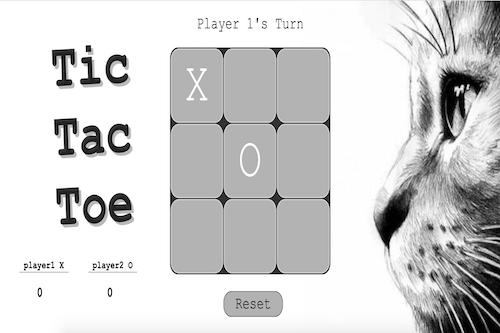 Player 1's Turn
Tic
Tac
Toe
X
O
player1 X
player2 O
0
0
Reset